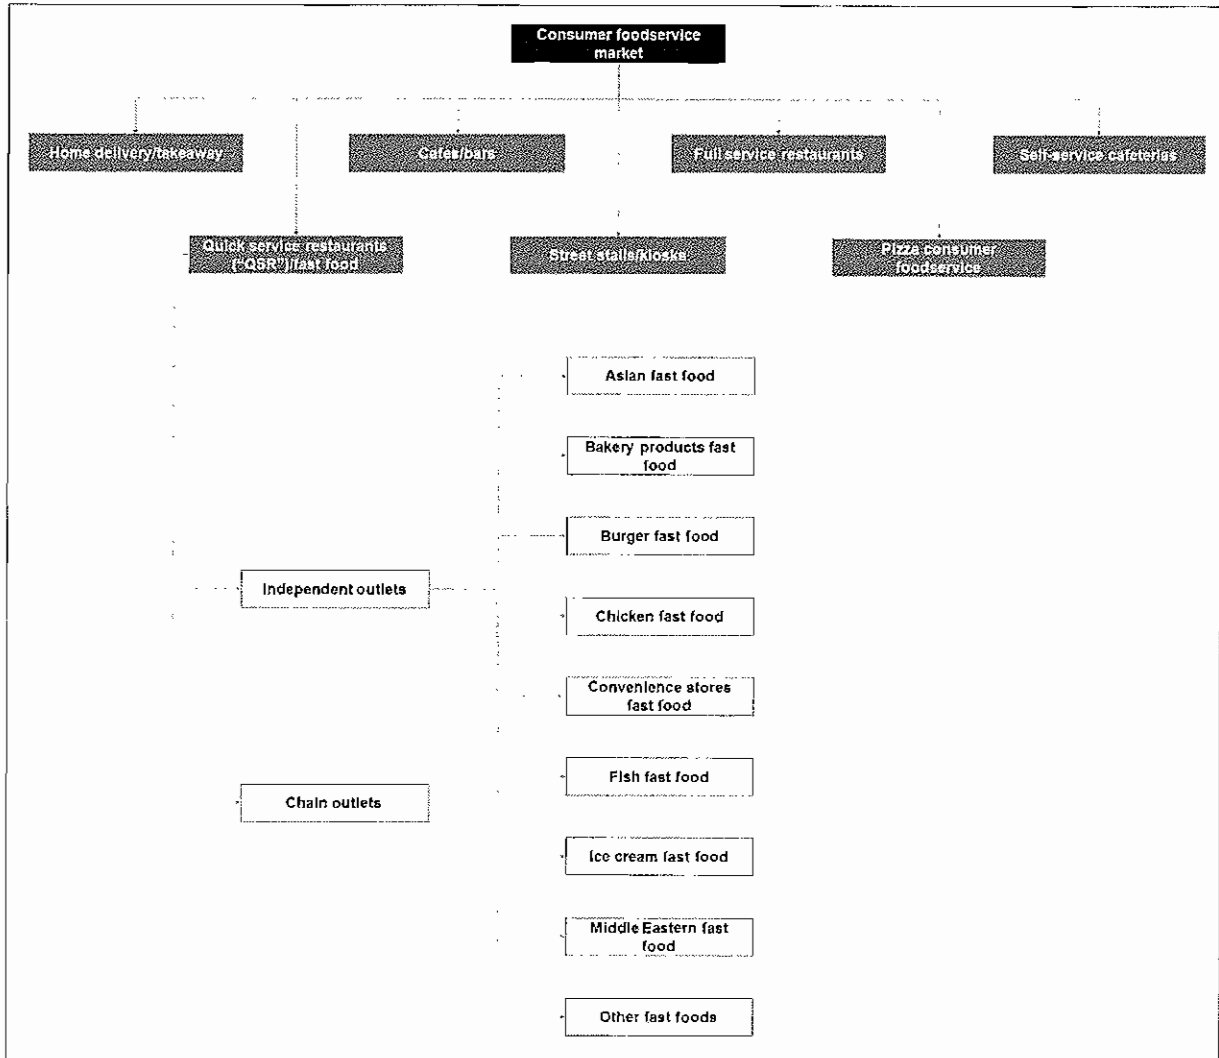 Consumer foodservice
market
Home delivery/takeaway
Cafes/bars
Full service restaurants
Self-service cafeterias
Quick service restaurants
("QSR")/fast food
Street stalls/kiosks
Pizza consumer
foodservice
Asian fast food
Bakery products fast
food
Burger fast food
Independent outlets
Chicken fast food
Convenience stores
fast food
Fish fast food
Chain outlets
Ice cream fast food
Middle Eastern fast
food
Other fast foods